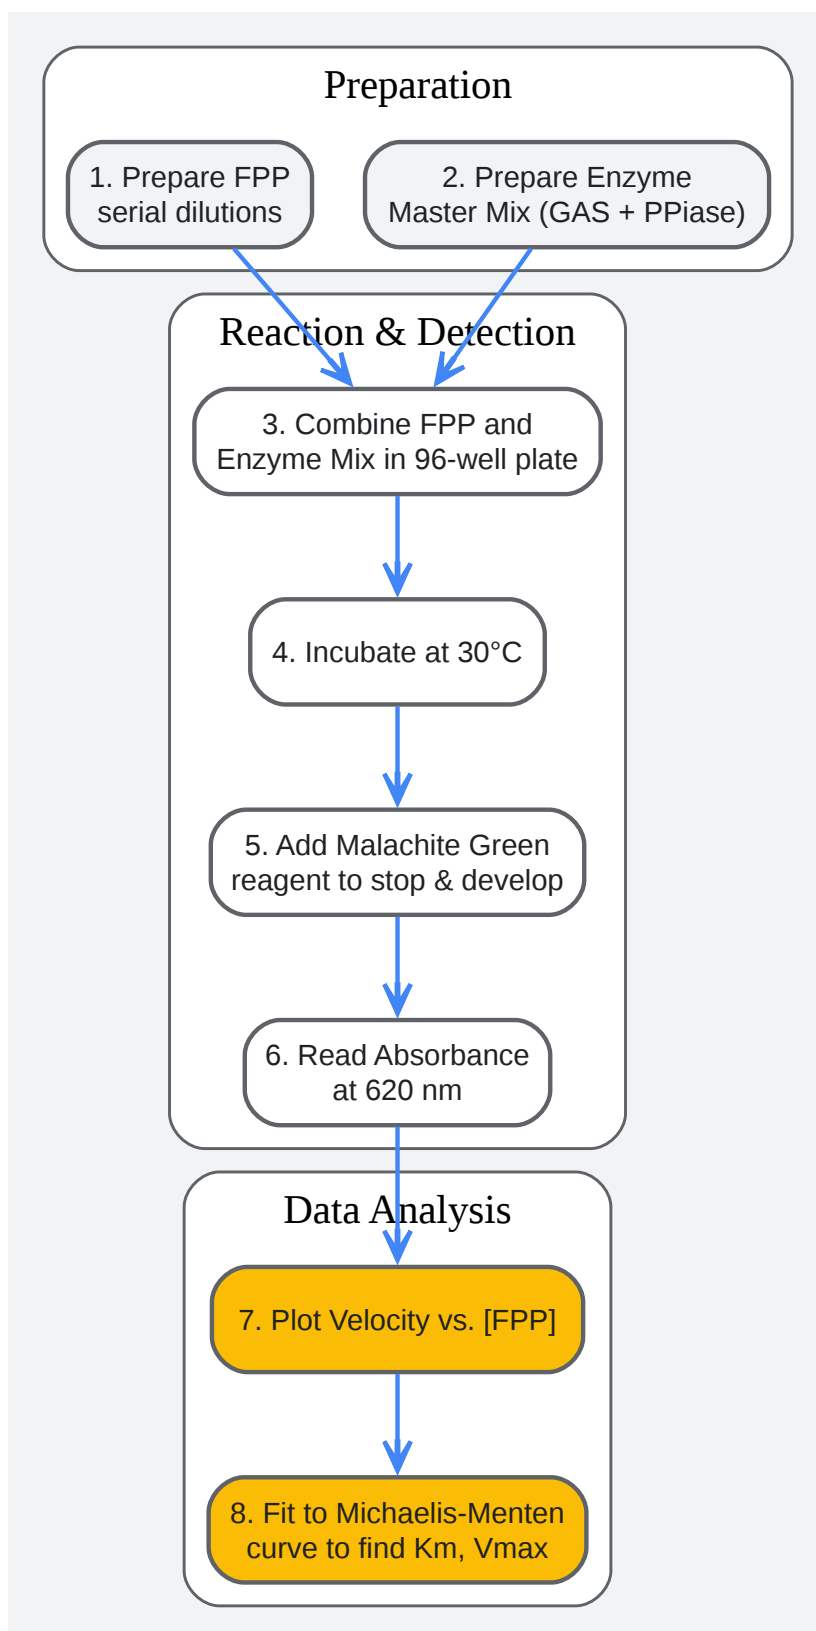 Preparation
1. Prepare FPP
serial dilutions
2. Prepare Enzyme
Master Mix (GAS + PPiase)
Reaction & Detection
3. Combine FPP and
Enzyme Mix in 96-well plate
4. Incubate at 30°C
5. Add Malachite Green
reagent to stop & develop
6. Read Absorbance
at 620 nm
Data Analysis
7. Plot Velocity vs. [FPP]
8. Fit to Michaelis-Menten
curve to find Km, Vmax